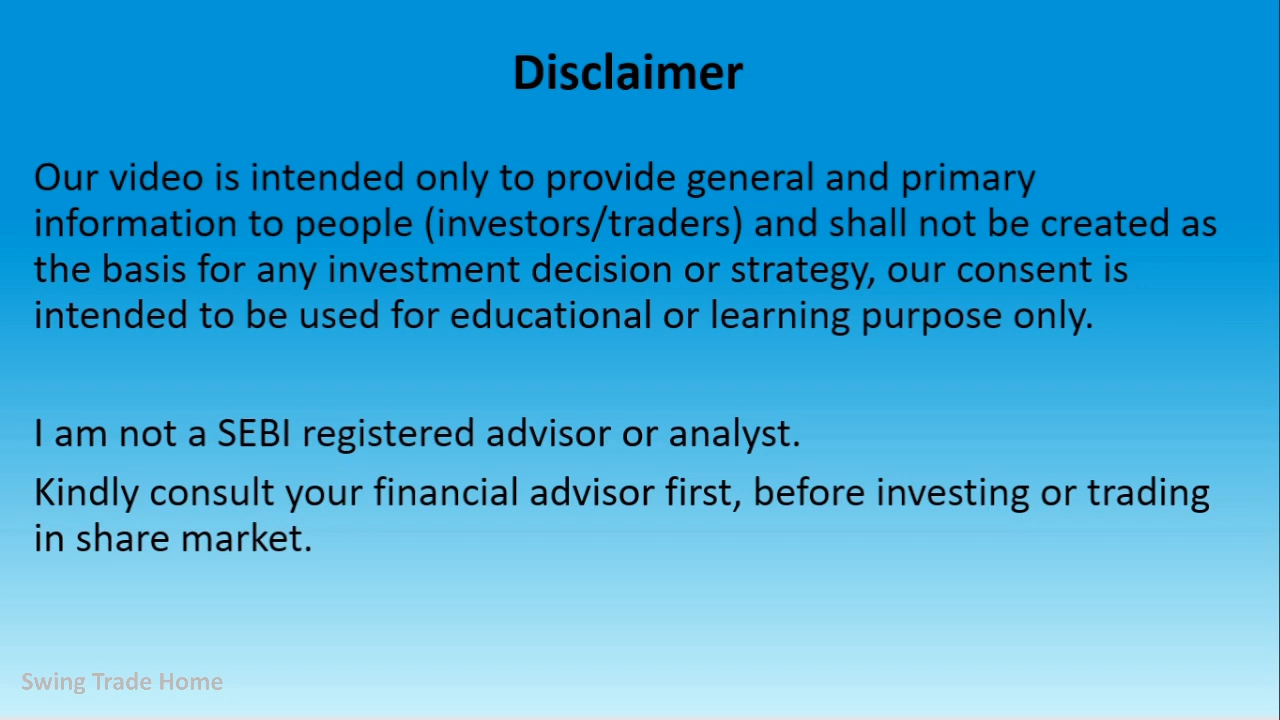 Disclaimer
Our video is intended only to provide general and primary
information to people (investors/traders) and shall not be created as
the basis for any investment decision or strategy, our consent is
intended to be used for educational or learning purpose only.
I am not a SEBI registered advisor or analyst.
Kindly consult your financial advisor first, before investing or trading
in share market.
Swing Trade Home